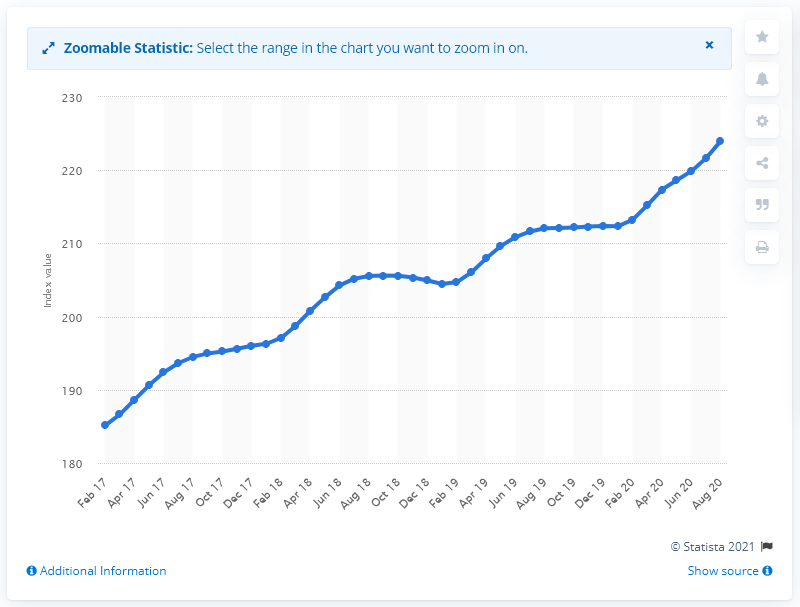 Zoomable Statistic: Select the range in the chart you want to zoom in on.
×
230
220
210
200
190
180
Index value
Feb 17
Apr 17
Jun 17
Aug 17
Oct 17
Dec 17
Feb 18
Apr 18
Jun 18
Aug 18
Oct 18
Dec 18
Feb 19
Apr 19
Jun 19
Aug 19
Oct 19
Dec 19
Feb 20
Apr 20
Jun 20
Aug 20
© Statista 2021
Additional Information
Show source